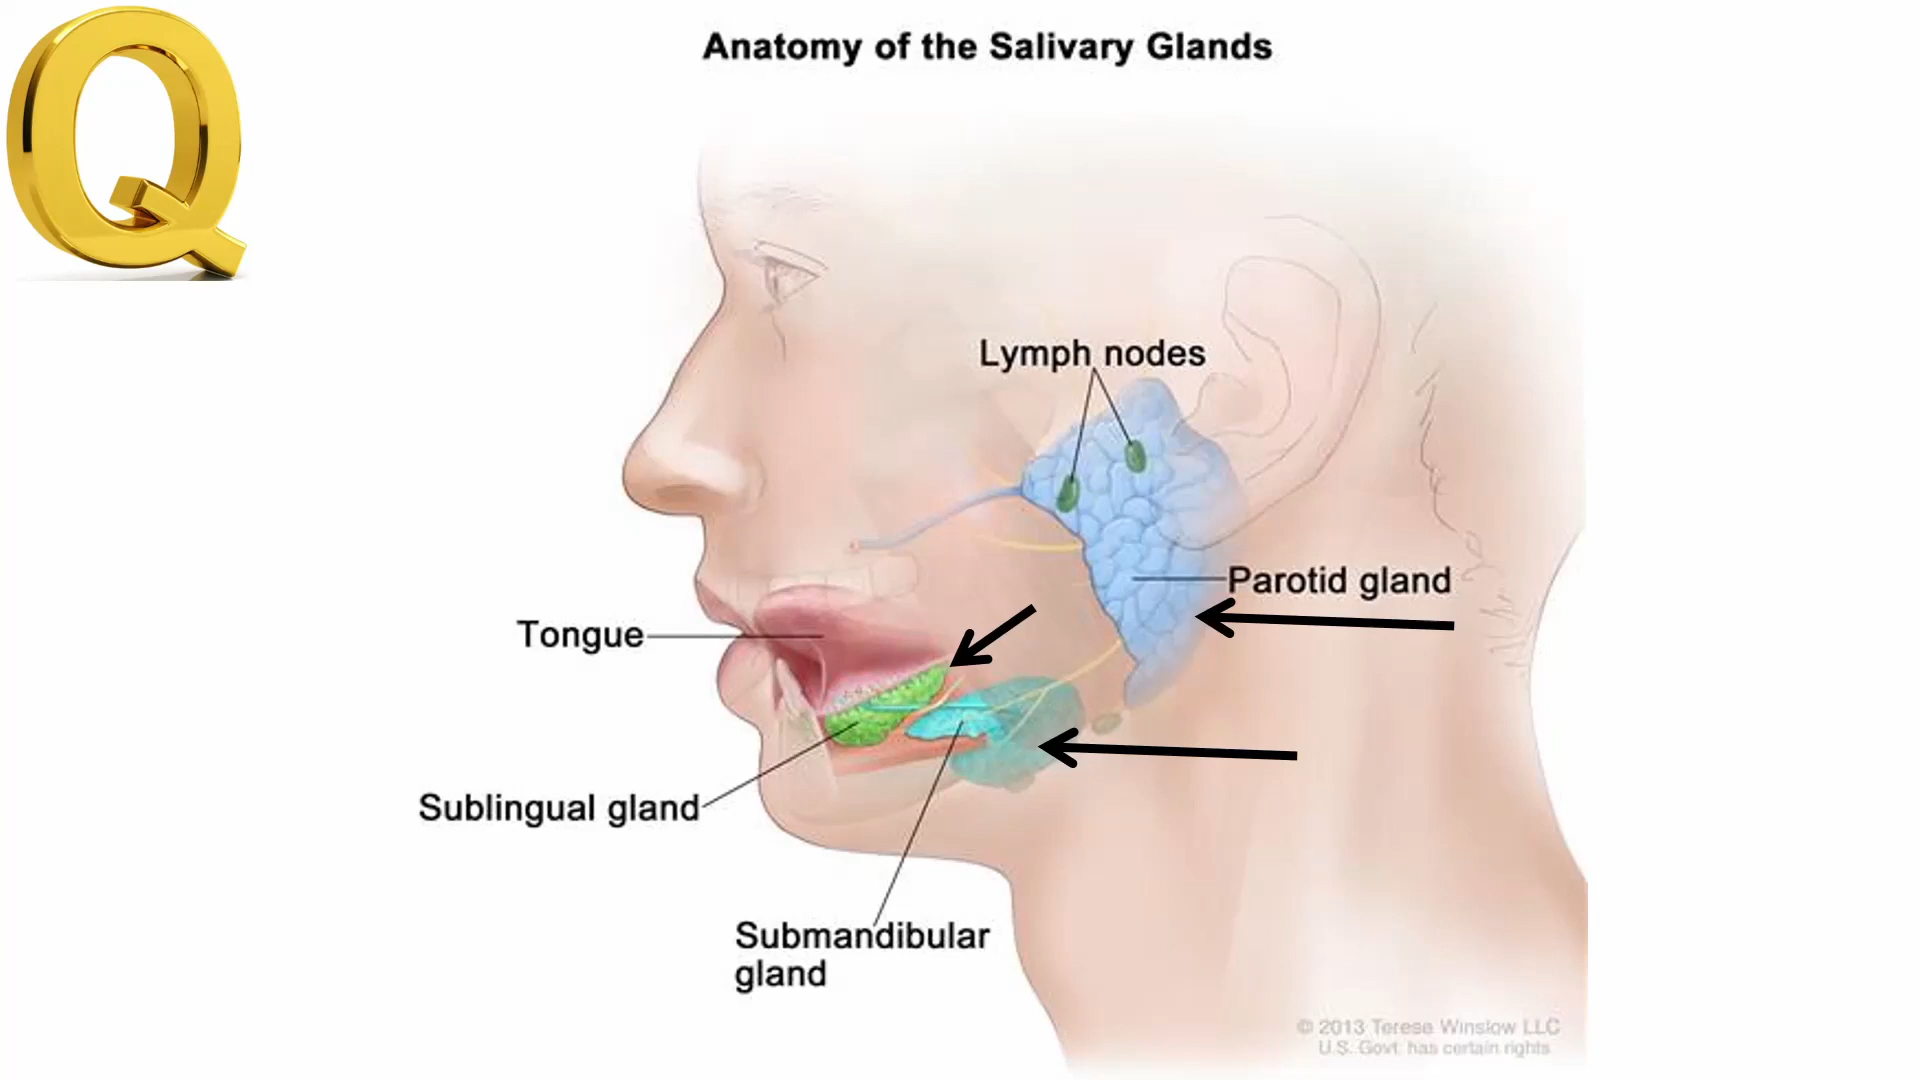 Q
Anatomy of the Salivary Glands
Lymph nodes
Parotid gland
Tongue
Sublingual gland
Submandibular
gland
© 2013 Terese Winslow LLC
U.S. Govt. has certain rights